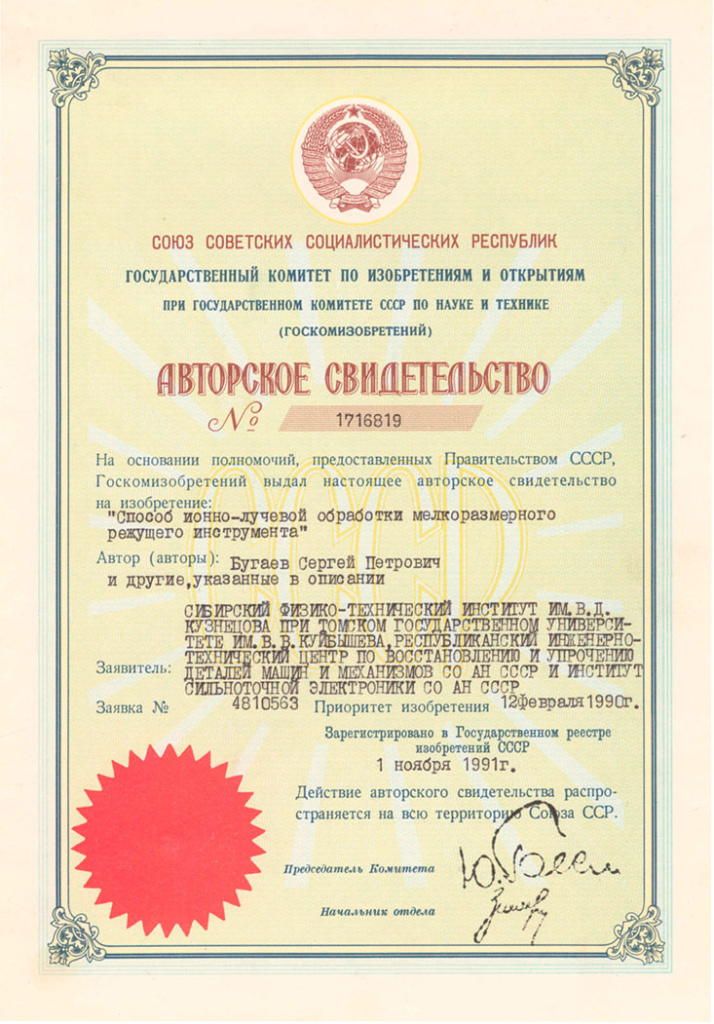 СОЮЗ СОВЕТСКИХ СОЦИАЛИСТИЧЕСКИХ РЕСПУБЛИК
ГОСУДАРСТВЕННЫЙ КОМИТЕТ ПО ИЗОБРЕТЕНИЯМ И ОТКРЫТИЯМ
ПРИ ГОСУДАРСТВЕННОМ КОМИТЕТЕ СССР ПО НАУКЕ И ТЕХНИКЕ
(ГОСКОМИЗОБРЕТЕНИЙ)
АВТОРСКОЕ СВИДЕТЕЛЬСТВО
№ 1716819
СССР
На основании полномочий, предоставленных Правительством СССР,
Госкомизобретений выдал настоящее авторское свидетельство
на изобретение:
"Способ ионно-лучевой обработки мелкоразмерного
режущего инструмента"
Автор (авторы): Бугаев Сергей Петрович
и другие,указанные в описании
СИБИРСКИЙ ФИЗИКО-ТЕХНИЧЕСКИЙ ИНСТИТУТ ИМ.В.Д.
КУЗНЕЦОВА ПРИ ТОМСКОМ ГОСУДАРСТВЕННОМ УНИВЕРСИ-
ТЕТЕ ИМ.В.В.КУЙБЫШЕВА,РЕСПУБЛИКАНСКИЙ ИНЖЕНЕРНО-
ТЕХНИЧЕСКИЙ ЦЕНТР ПО ВОССТАНОВЛЕНИЮ И УПРОЧЕНИЮ
Заявитель: ДЕТАЛЕЙ МАШИН И МЕХАНИЗМОВ СО АН СССР И ИНСТИТУТ
СИЛЬНОТОЧНОЙ ЭЛЕКТРОНИКИ СО АН СССР
Заявка № 4810563 Приоритет изобретения 12февраля1990г.
Зарегистрировано в Государственном реестре
изобретений СССР
1 ноября 1991г.
Действие авторского свидетельства распро-
страняется на всю территорию Союза ССР.
Председатель Комитета
Начальник отдела